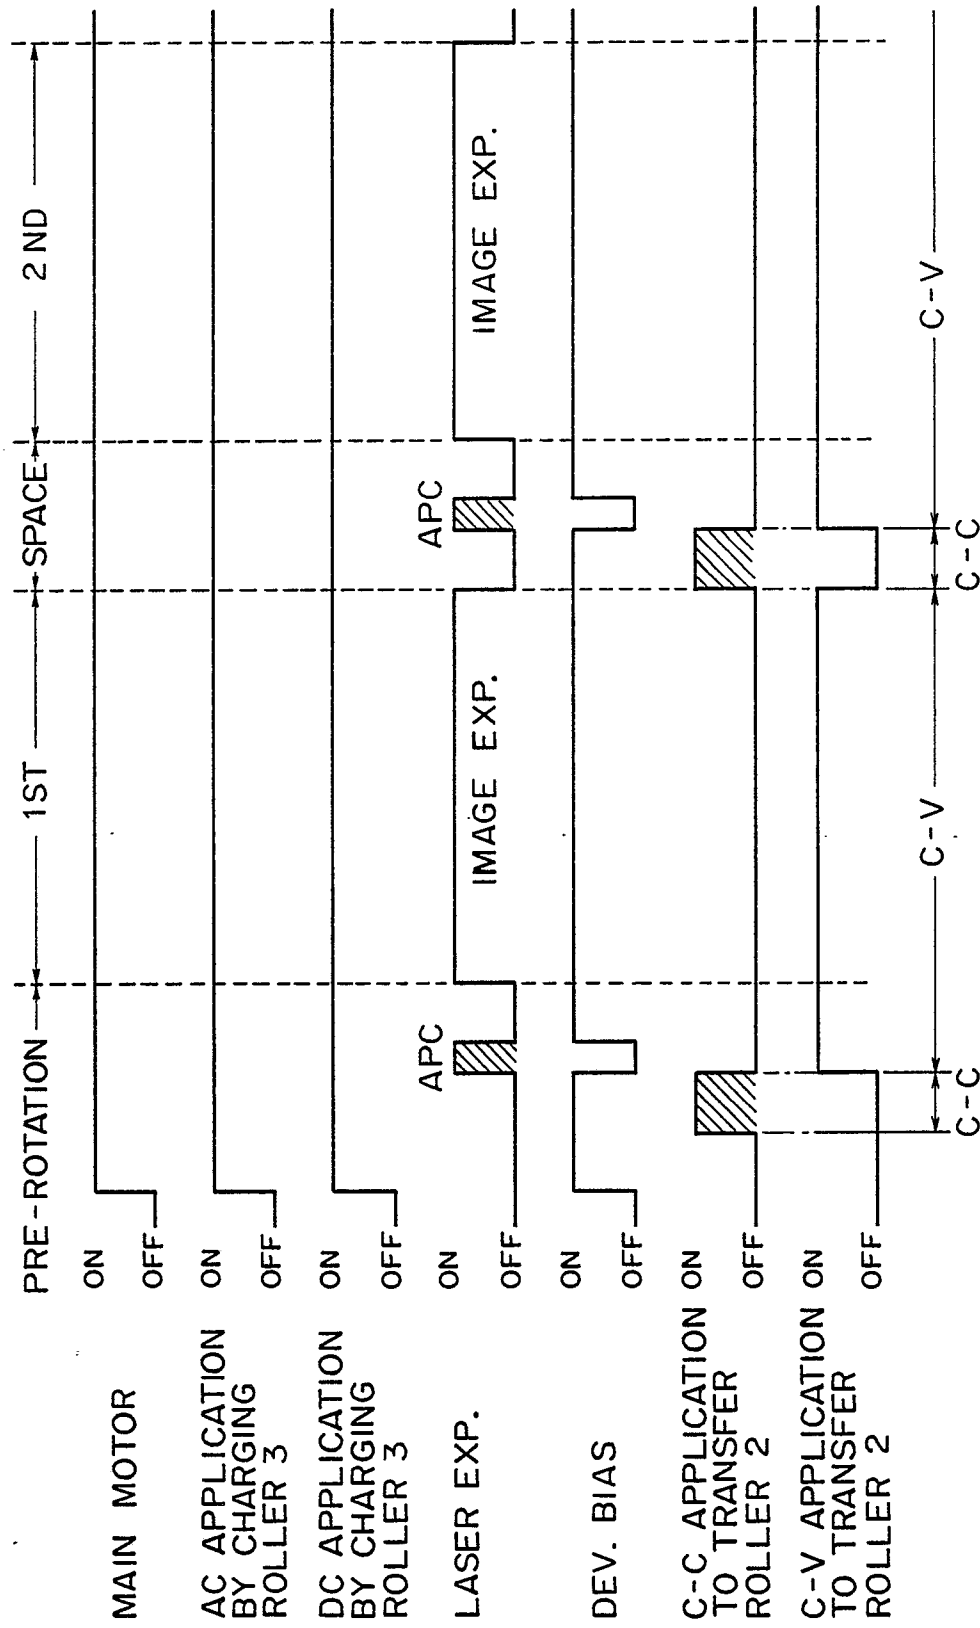 PRE-ROTATION
1ST
SPACE
2ND
MAIN MOTOR
ON
OFF
AC APPLICATION
BY CHARGING
ROLLER 3
ON
OFF
DC APPLICATION
BY CHARGING
ROLLER 3
ON
OFF
LASER EXP.
ON
OFF
APC
IMAGE EXP.
APC
IMAGE EXP.
DEV. BIAS
ON
OFF
C-C APPLICATION
TO TRANSFER
ROLLER 2
ON
OFF
C-V APPLICATION
TO TRANSFER
ROLLER 2
ON
OFF
C-C
C-V
C-C
C-V